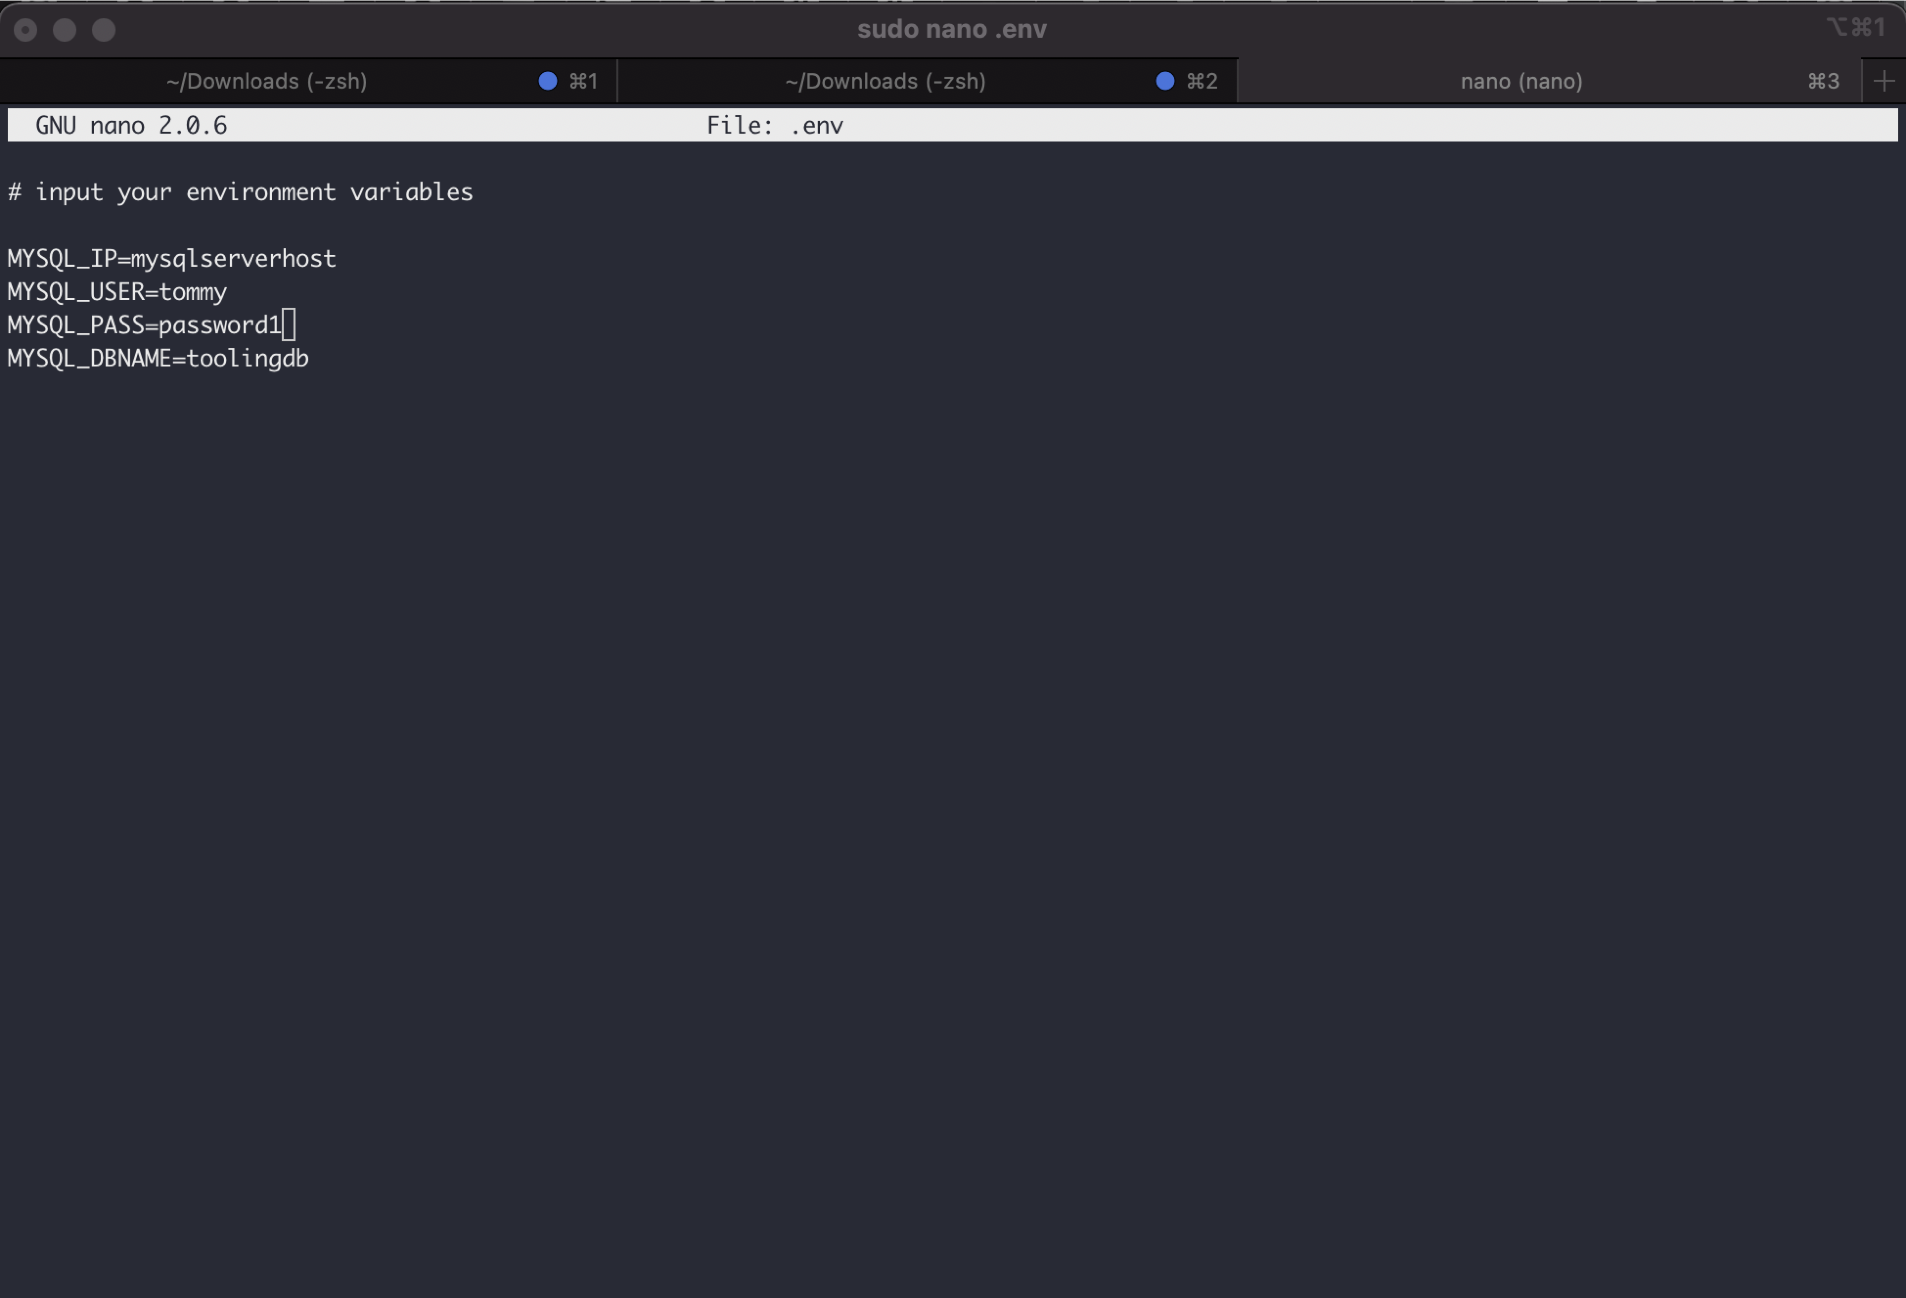 sudo nano .env
⌥⌘1
~/Downloads (-zsh) ⌘1
~/Downloads (-zsh) ⌘2
nano (nano) ⌘3 +
GNU nano 2.0.6 File: .env
# input your environment variables
MYSQL_IP=mysqlserverhost
MYSQL_USER=tommy
MYSQL_PASS=password1
MYSQL_DBNAME=toolingdb